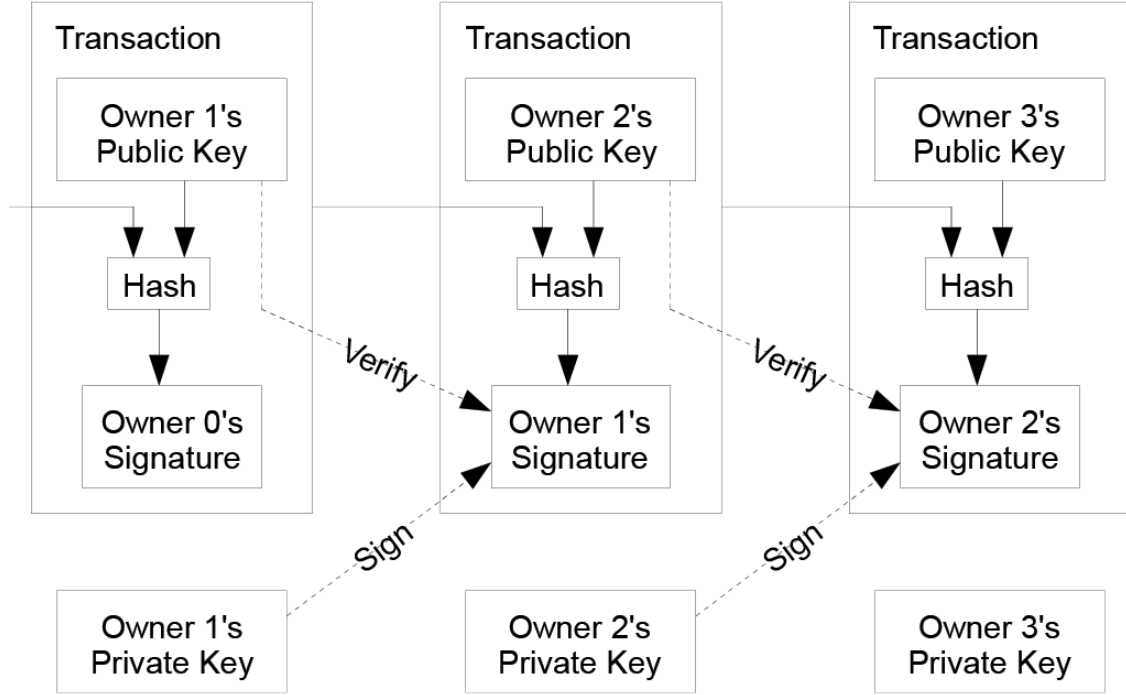 Transaction
Transaction
Transaction
Owner 1's
Public Key
Owner 2's
Public Key
Owner 3's
Public Key
Hash
Hash
Hash
Verify
Verify
Owner 0's
Signature
Owner 1's
Signature
Owner 2's
Signature
Sign
Sign
Owner 1's
Private Key
Owner 2's
Private Key
Owner 3's
Private Key